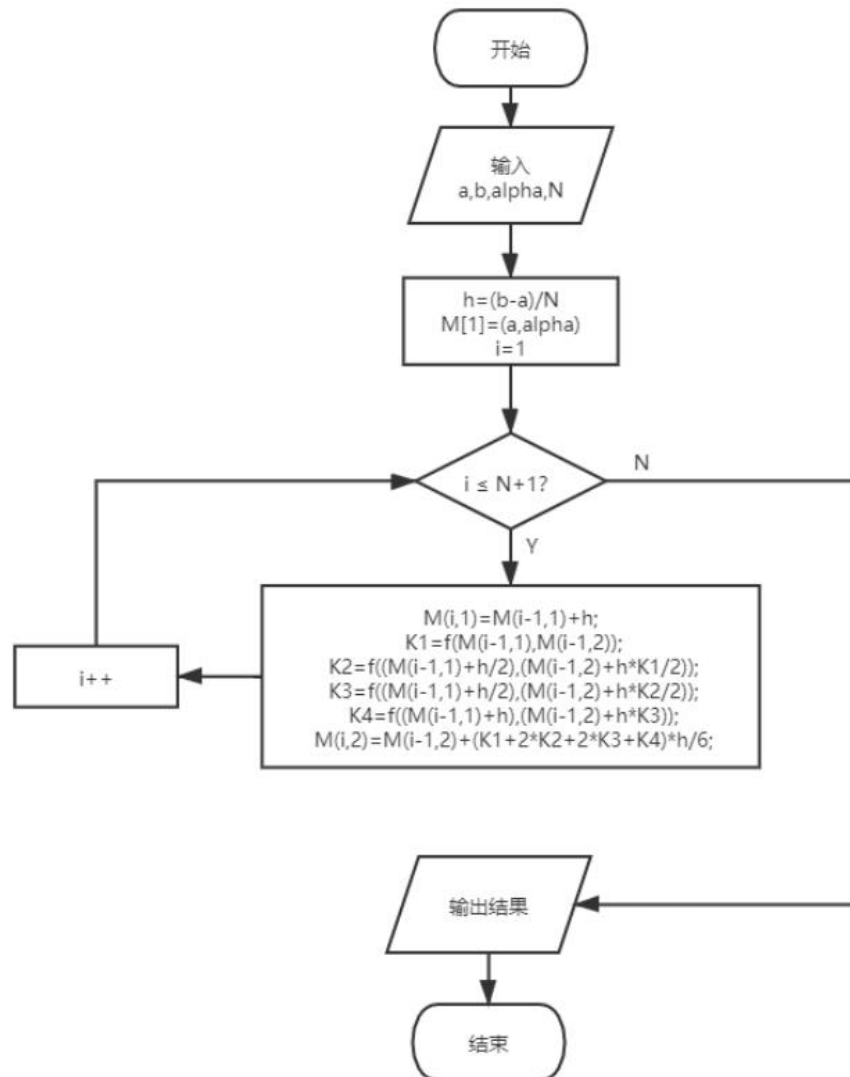 开始
输入
a,b,alpha,N
h=(b-a)/N
M[1]=(a,alpha)
i=1
i ≤ N+1?
N
Y
M(i,1)=M(i-1,1)+h;
K1=f(M(i-1,1),M(i-1,2));
K2=f((M(i-1,1)+h/2),(M(i-1,2)+h*K1/2));
K3=f((M(i-1,1)+h/2),(M(i-1,2)+h*K2/2));
K4=f((M(i-1,1)+h),(M(i-1,2)+h*K3));
M(i,2)=M(i-1,2)+(K1+2*K2+2*K3+K4)*h/6;
i++
输出结果
结束